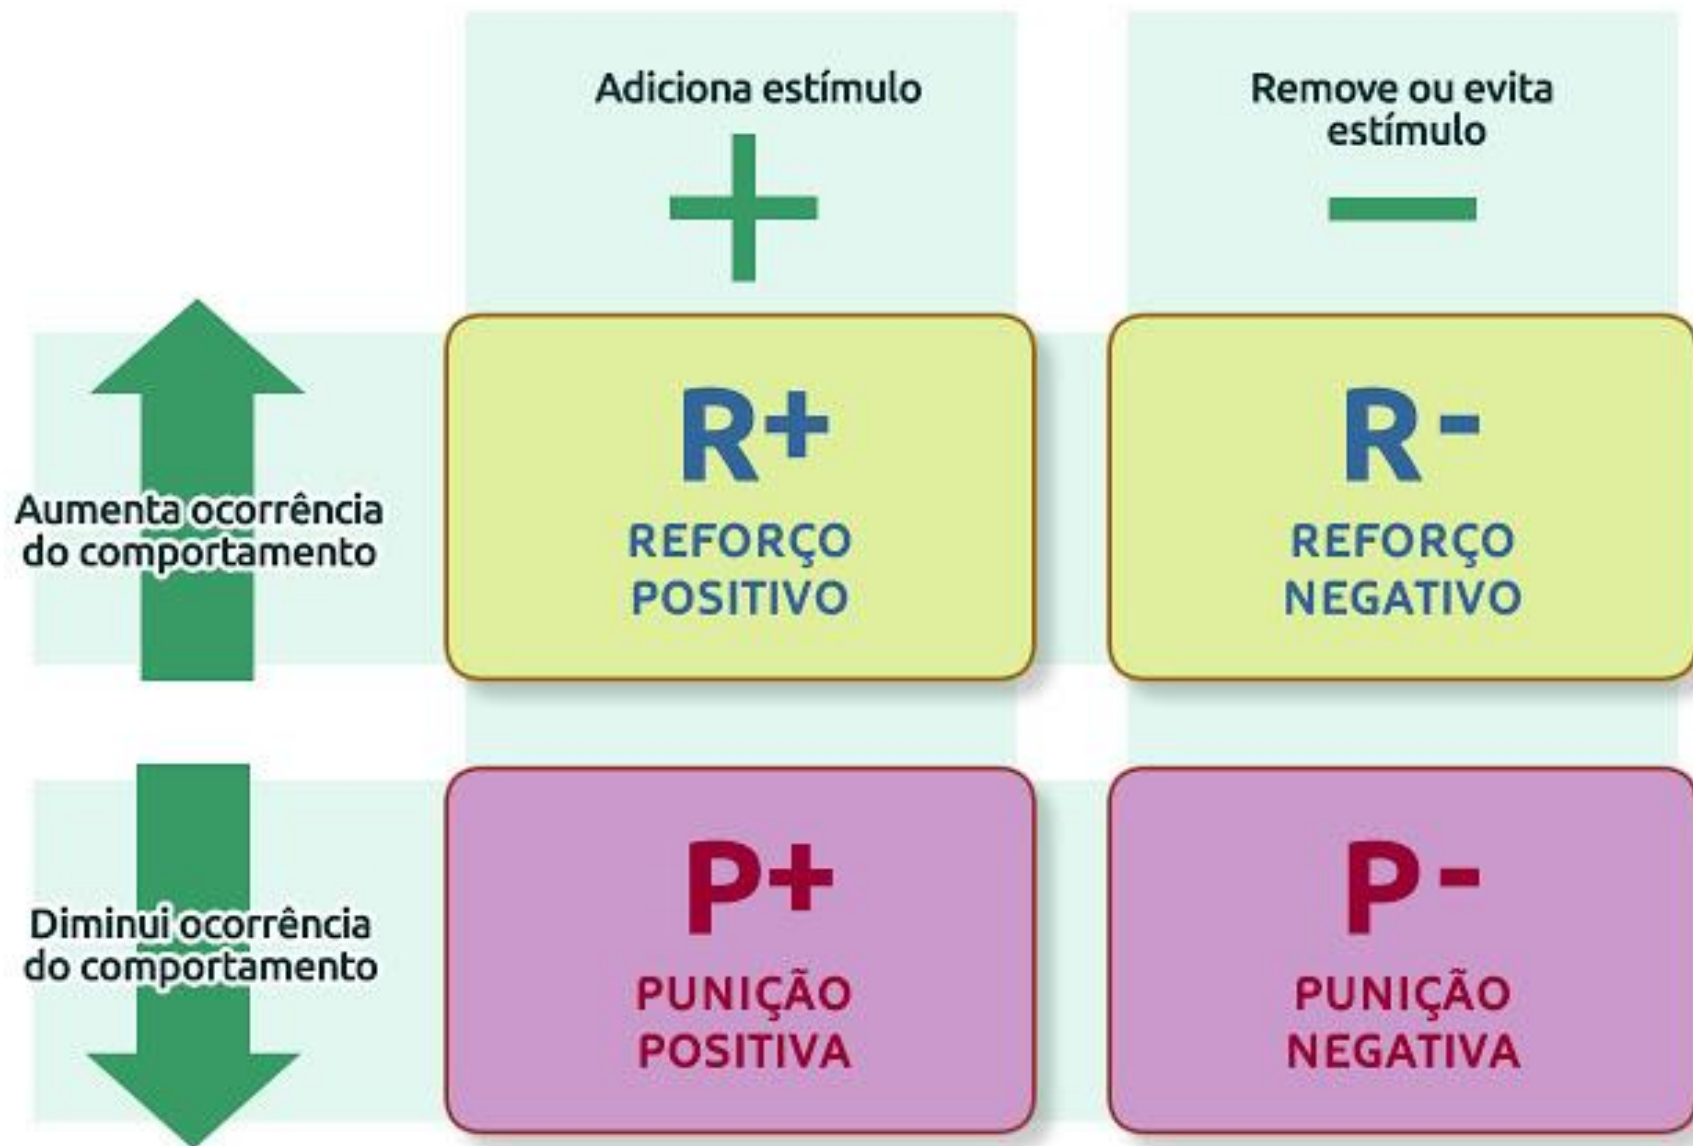 Adiciona estímulo
Remove ou evita
estímulo
+
-
Aumenta ocorrência
do comportamento
R+
REFORÇO
POSITIVO
R-
REFORÇO
NEGATIVO
Diminui ocorrência
do comportamento
P+
PUNIÇÃO
POSITIVA
P-
PUNIÇÃO
NEGATIVA